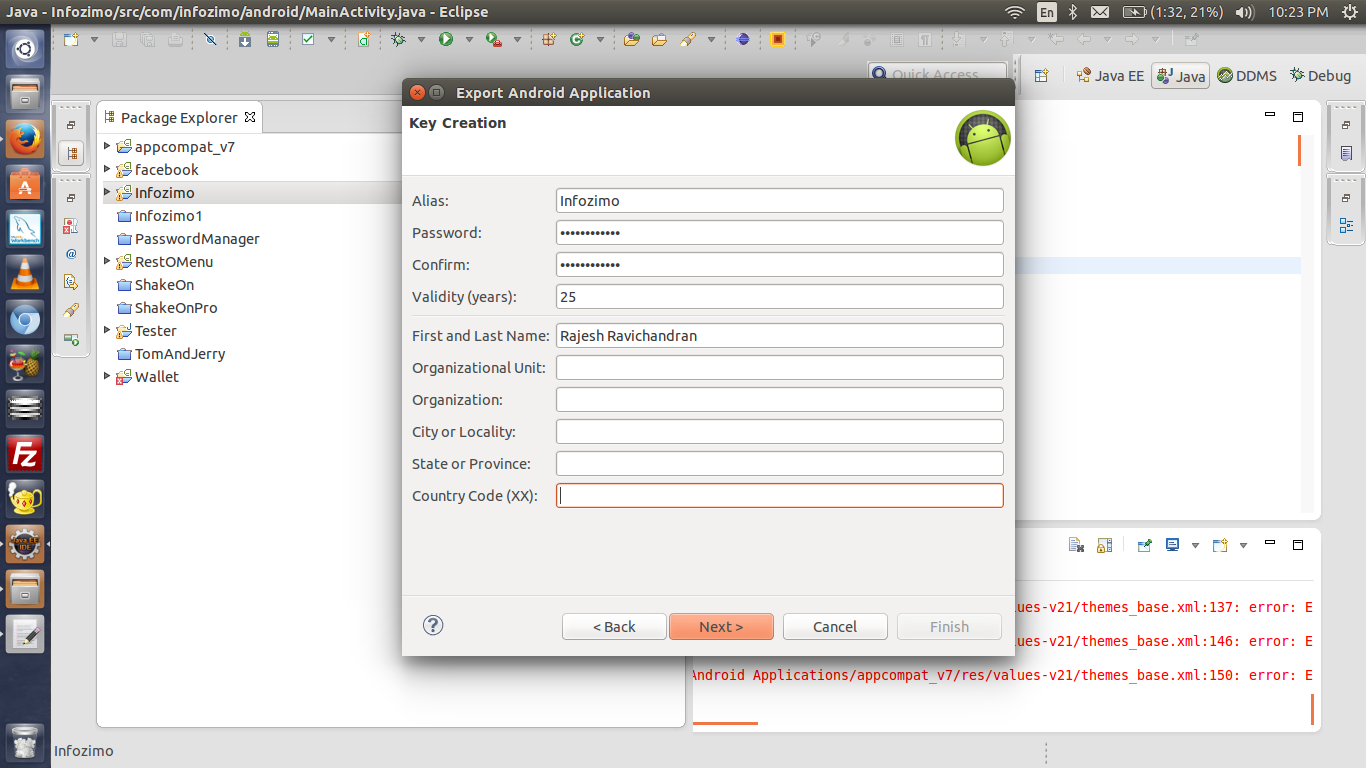 Java - Infozimo/src/com/infozimo/android/MainActivity.java - Eclipse
En
(1:32, 21%)
10:23 PM
Quick Access
Java EE
Java
DDMS
Debug
Export Android Application
Package Explorer
Key Creation
appcompat_v7
facebook
Infozimo
Infozimo1
PasswordManager
RestOMenu
ShakeOn
ShakeOnPro
Tester
TomAndJerry
Wallet
Alias: Infozimo
Password: ••••••••••••
Confirm: ••••••••••••
Validity (years): 25
First and Last Name: Rajesh Ravichandran
Organizational Unit:
Organization:
City or Locality:
State or Province:
Country Code (XX):
< Back
Next >
Cancel
Finish
ues-v21/themes_base.xml:137: error: E
ues-v21/themes_base.xml:146: error: E
Android Applications/appcompat_v7/res/values-v21/themes_base.xml:150: error: E
Infozimo